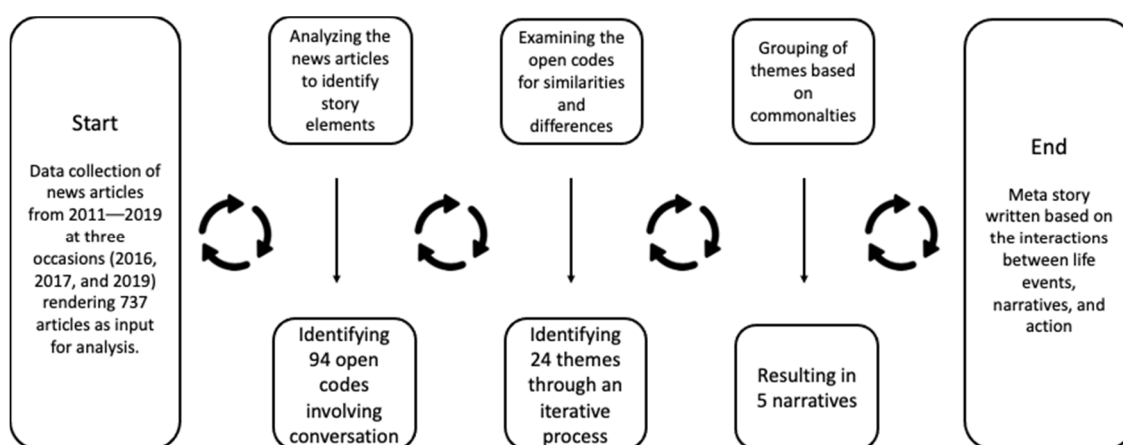 Start
Data collection of
news articles
from 2011—2019
at three
occasions (2016,
2017, and 2019)
rendering 737
articles as input
for analysis.
Analyzing the
news articles
to identify
story
elements
Identifying
94 open
codes
involving
conversation
Examining the
open codes
for similarities
and
differences
Identifying
24 themes
through an
iterative
process
Grouping of
themes based
on
commonalties
Resulting in
5 narratives
End
Meta story
written based on
the interactions
between life
events,
narratives, and
action